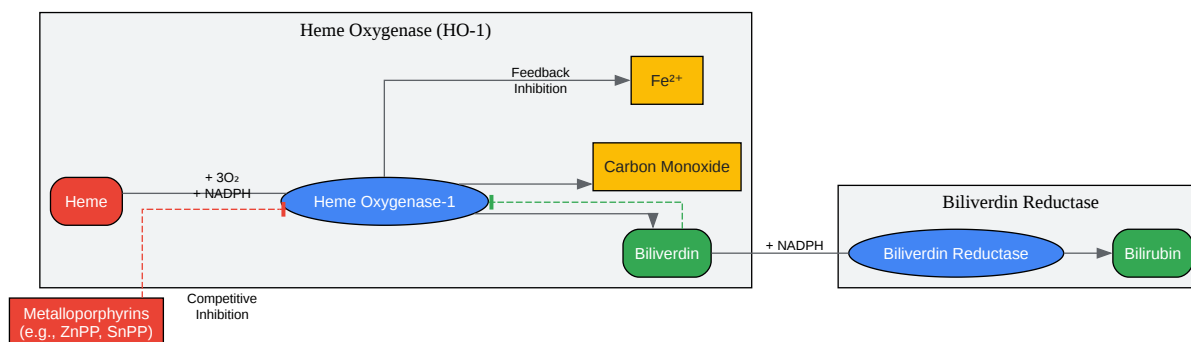 Heme Oxygenase (HO-1)
Feedback
Inhibition
Fe²⁺
Carbon Monoxide
+ 3O₂
+ NADPH
Heme
Heme Oxygenase-1
Biliverdin
Biliverdin Reductase
+ NADPH
Biliverdin Reductase
Bilirubin
Metalloporphyrins
(e.g., ZnPP, SnPP)
Competitive
Inhibition